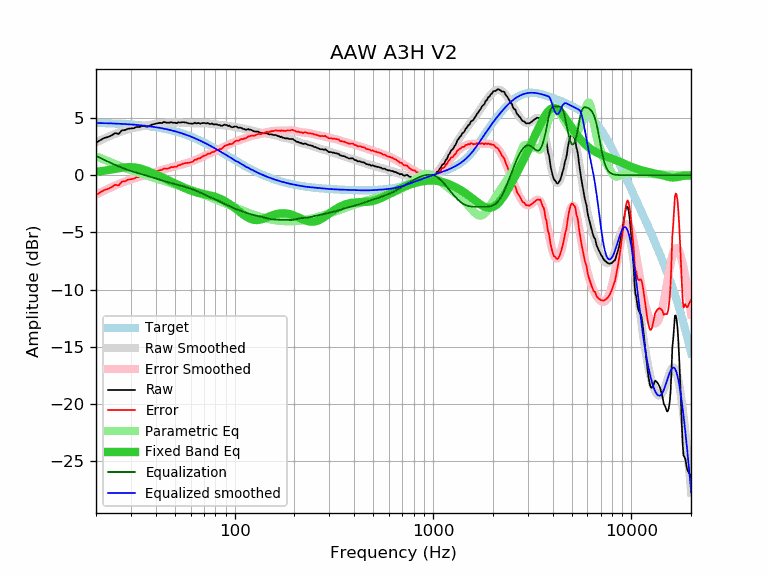 AAW A3H V2
5
0
−5
−10
−15
−20
−25
Amplitude (dBr)
Target
Raw Smoothed
Error Smoothed
Raw
Error
Parametric Eq
Fixed Band Eq
Equalization
Equalized smoothed
100
1000
10000
Frequency (Hz)